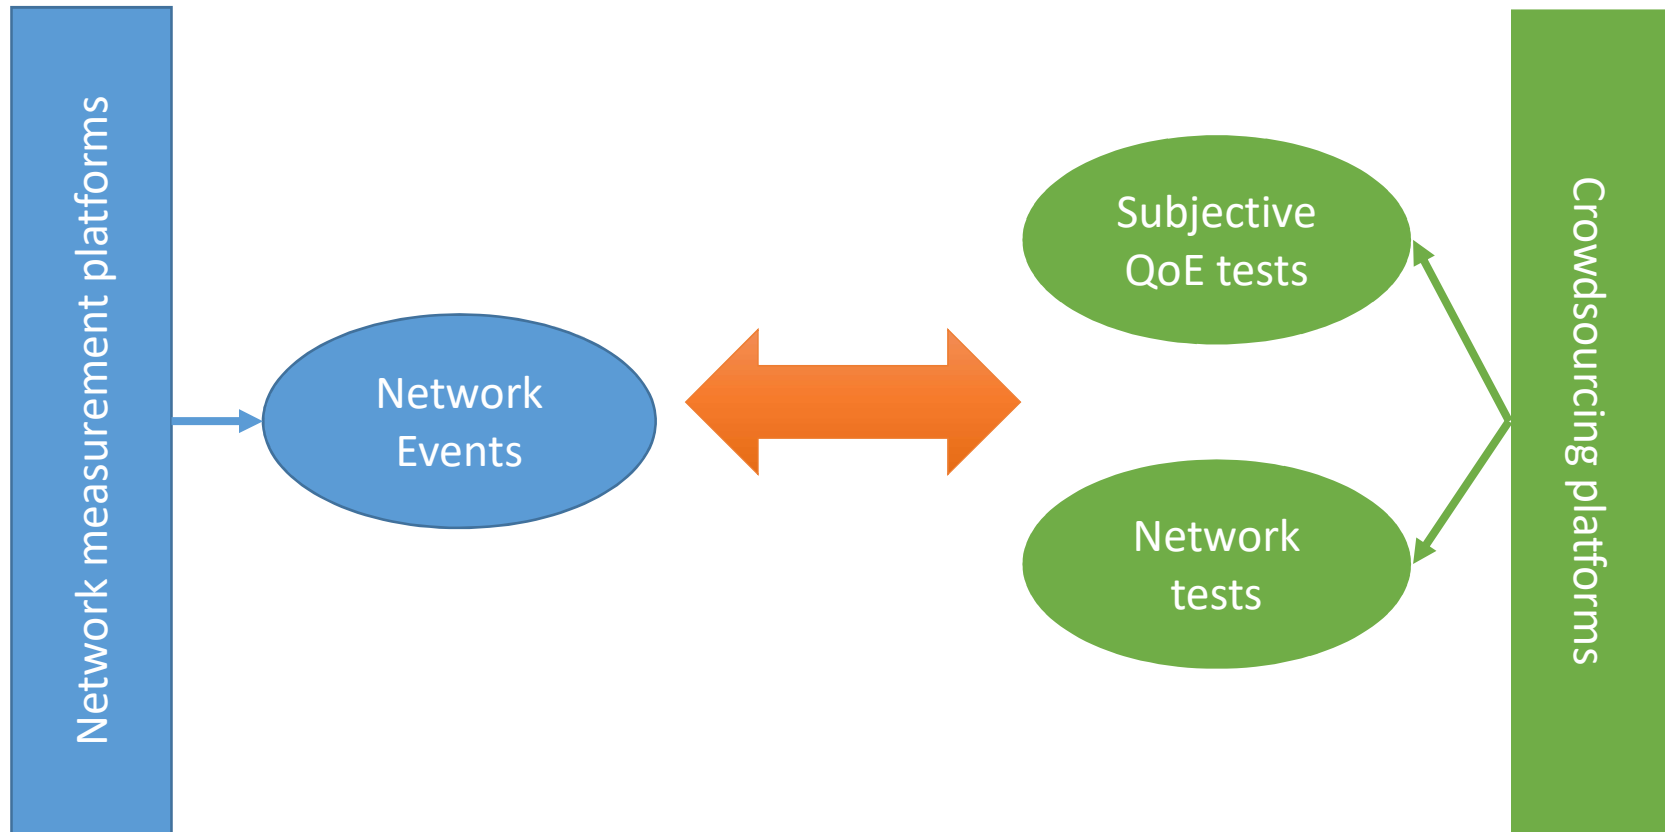 Network measurement platforms
Network
Events
Subjective
QoE tests
Network
tests
Crowdsourcing platforms